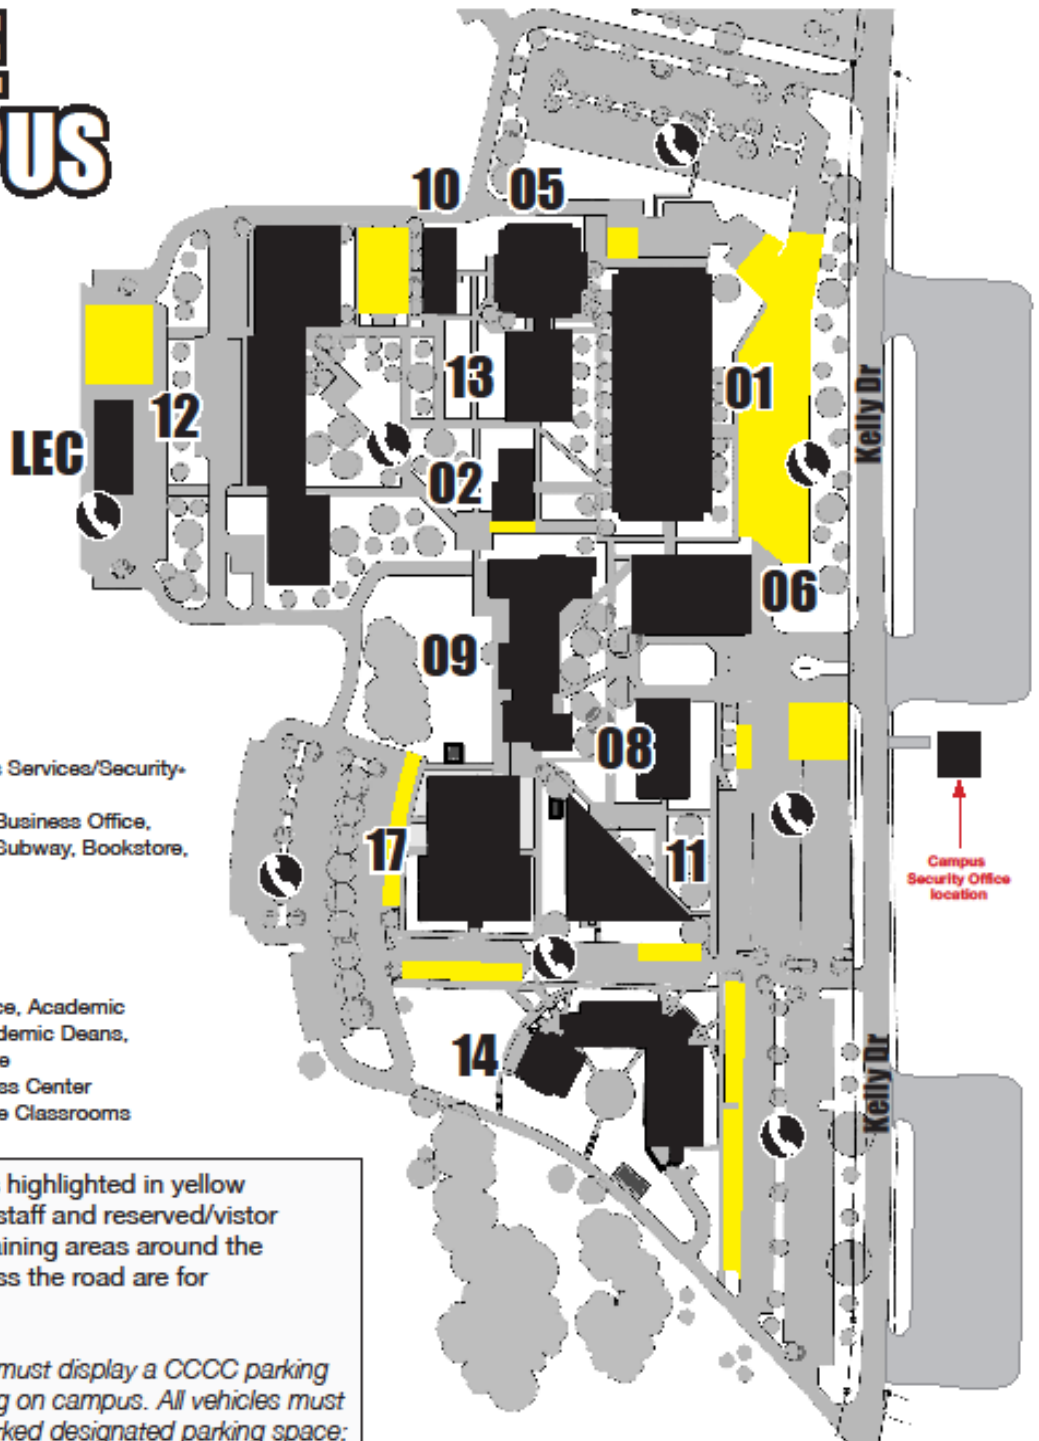 PUS
10 05
13
01
12
LEC
02
Kelly Dr
06
09
08
s Services/Security*
Business Office,
Subway, Bookstore,
17
11
Campus
Security Office
location
ce, Academic
demic Deans,
e
ss Center
e Classrooms
14
Kelly Dr
s highlighted in yellow
staff and reserved/vistor
aining areas around the
ss the road are for
must display a CCCC parking
g on campus. All vehicles must
rked designated parking space;